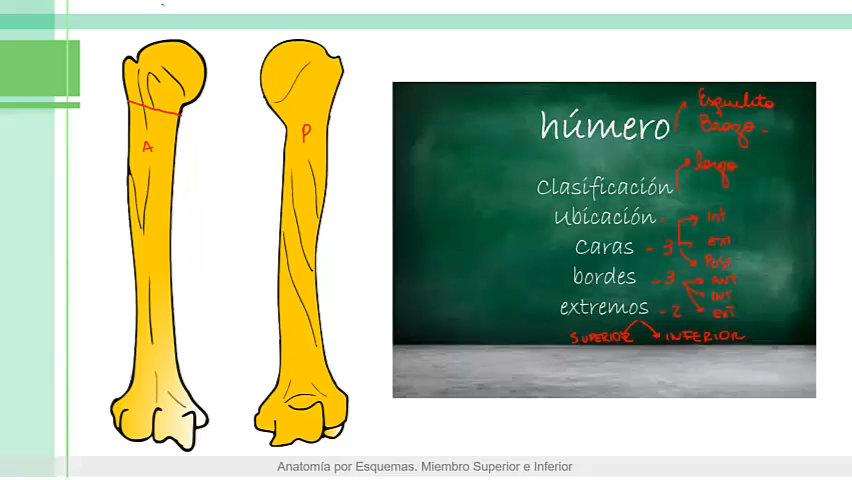 A
P
húmero
Esqueleto
Brazo
Clasificación
largo
Ubicación
Caras - 3
Int
EXT
Post
bordes - 3
ANT
INT
EXT
extremos - 2
SUPERIOR INFERIOR
Anatomía por Esquemas. Miembro Superior e Inferior